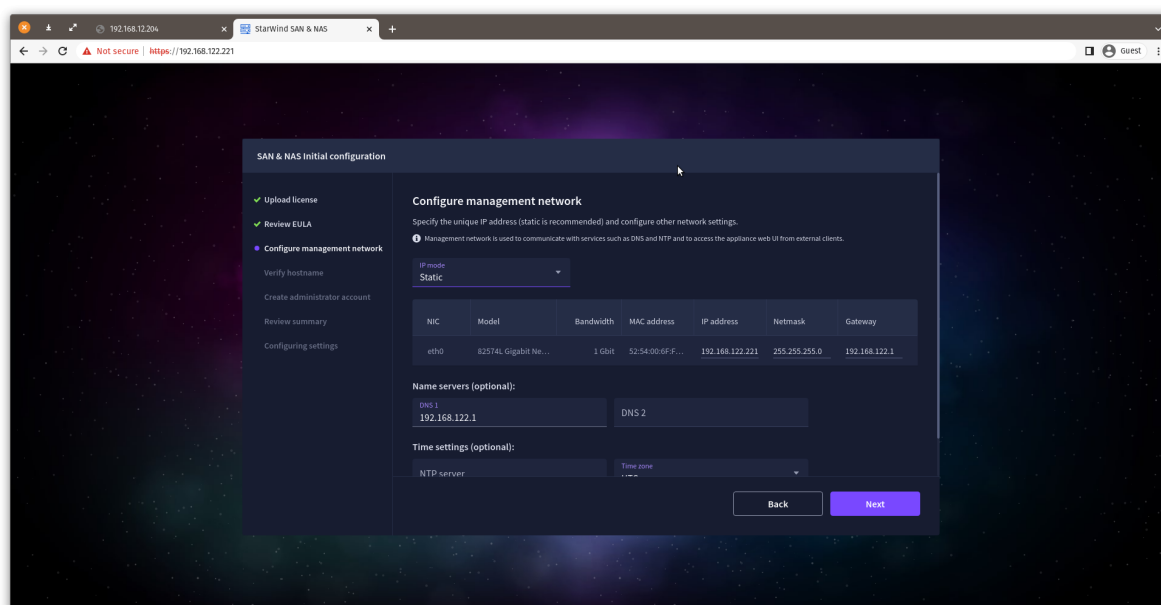 192.168.12.204
StarWind SAN & NAS
Not secure
https://192.168.122.221
Guest
SAN & NAS Initial configuration
Upload license
Review EULA
Configure management network
Verify hostname
Create administrator account
Review summary
Configuring settings
Configure management network
Specify the unique IP address (static is recommended) and configure other network settings.
Management network is used to communicate with services such as DNS and NTP and to access the appliance web UI from external clients.
IP mode
Static
NIC Model Bandwidth MAC address IP address Netmask Gateway
eth0 82574L Gigabit Ne... 1 Gbit 52:54:00:6F:F... 192.168.122.221 255.255.255.0 192.168.122.1
Name servers (optional):
DNS 1
192.168.122.1
DNS 2
Time settings (optional):
NTP server
Time zone
Back Next